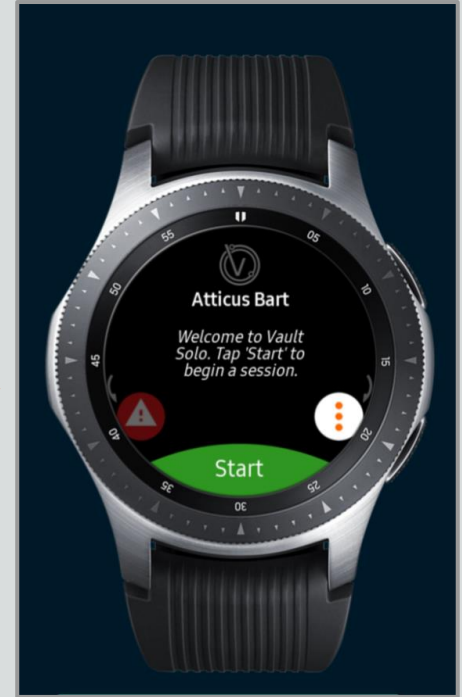 55
05
50
10
V
Atticus Bart
Welcome to Vault
Solo. Tap 'Start' to
begin a session.
45
15
40
20
Start
35
25
30